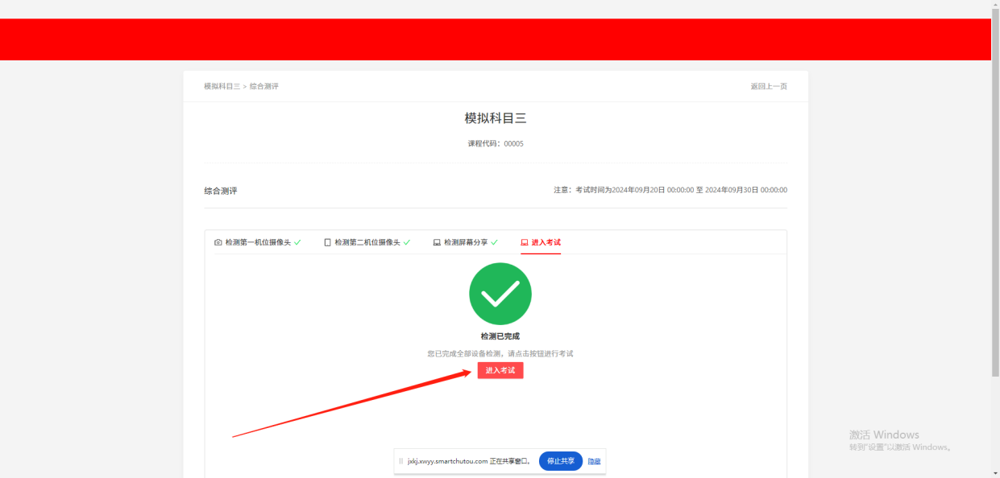 模拟科目三 > 综合测评
返回上一页
模拟科目三
课程代码：00005
综合测评
注意：考试时间为2024年09月20日 00:00:00 至 2024年09月30日 00:00:00
检测第一机位摄像头
检测第二机位摄像头
检测屏幕分享
进入考试
检测已完成
您已完成全部设备检测，请点击按钮进行考试
进入考试
激活 Windows
转到"设置"以激活 Windows。
jxkj.xwyy.smartchutou.com 正在共享窗口。
停止共享
隐藏